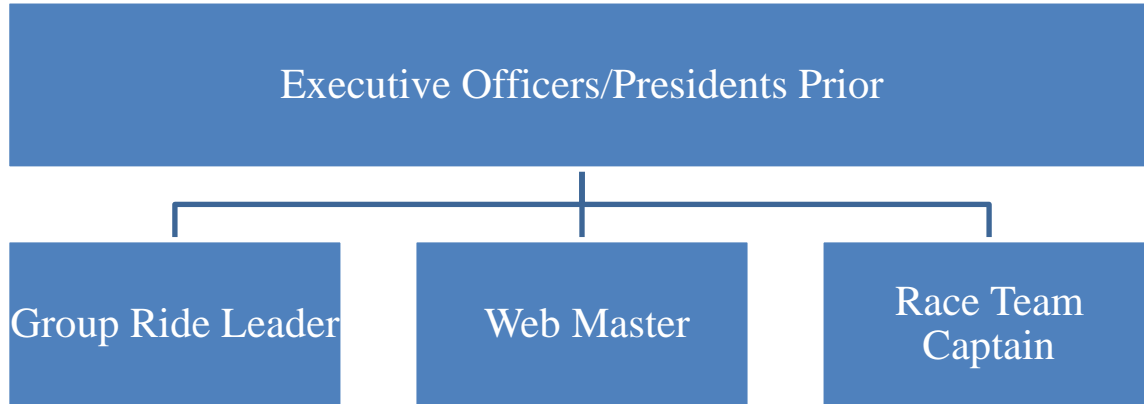 Executive Officers/Presidents Prior
Group Ride Leader
Web Master
Race Team
Captain